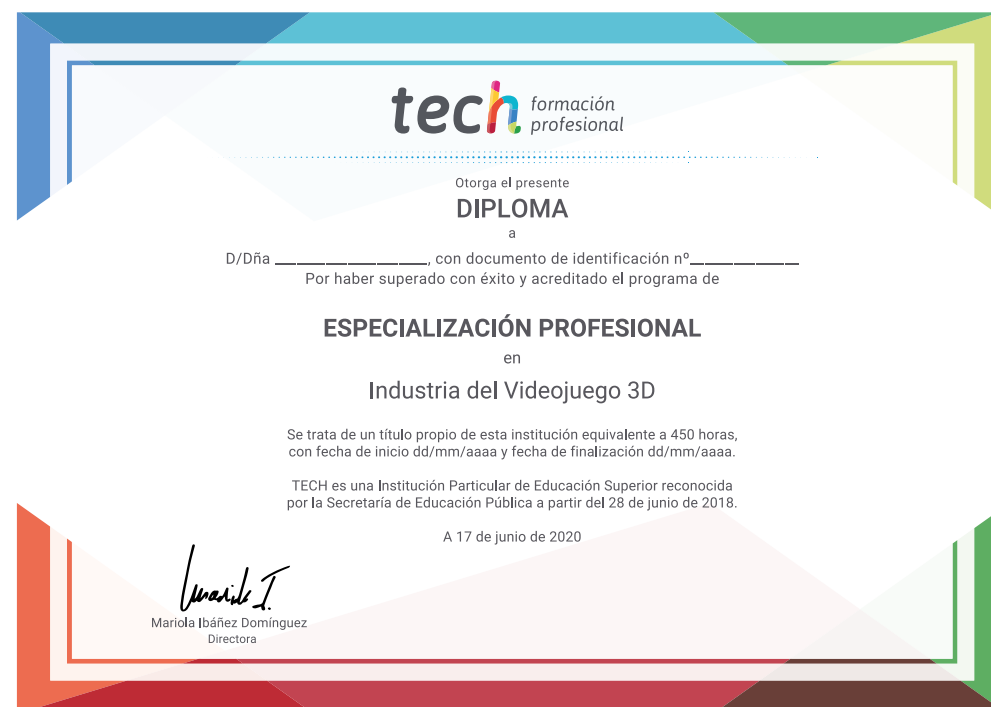 tech formación
profesional
Otorga el presente
DIPLOMA
a
D/Dña ______________, con documento de identificación nº__________
Por haber superado con éxito y acreditado el programa de
ESPECIALIZACIÓN PROFESIONAL
en
Industria del Videojuego 3D
Se trata de un título propio de esta institución equivalente a 450 horas,
con fecha de inicio dd/mm/aaaa y fecha de finalización dd/mm/aaaa.
TECH es una Institución Particular de Educación Superior reconocida
por la Secretaría de Educación Pública a partir del 28 de junio de 2018.
A 17 de junio de 2020
Mariola I.
Mariola Ibáñez Domínguez
Directora